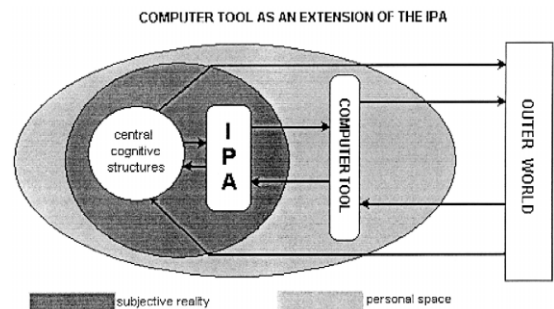 COMPUTER TOOL AS AN EXTENSION OF THE IPA
central
cognitive
structures
IPA
COMPUTER TOOL
OUTER WORLD
subjective reality
personal space